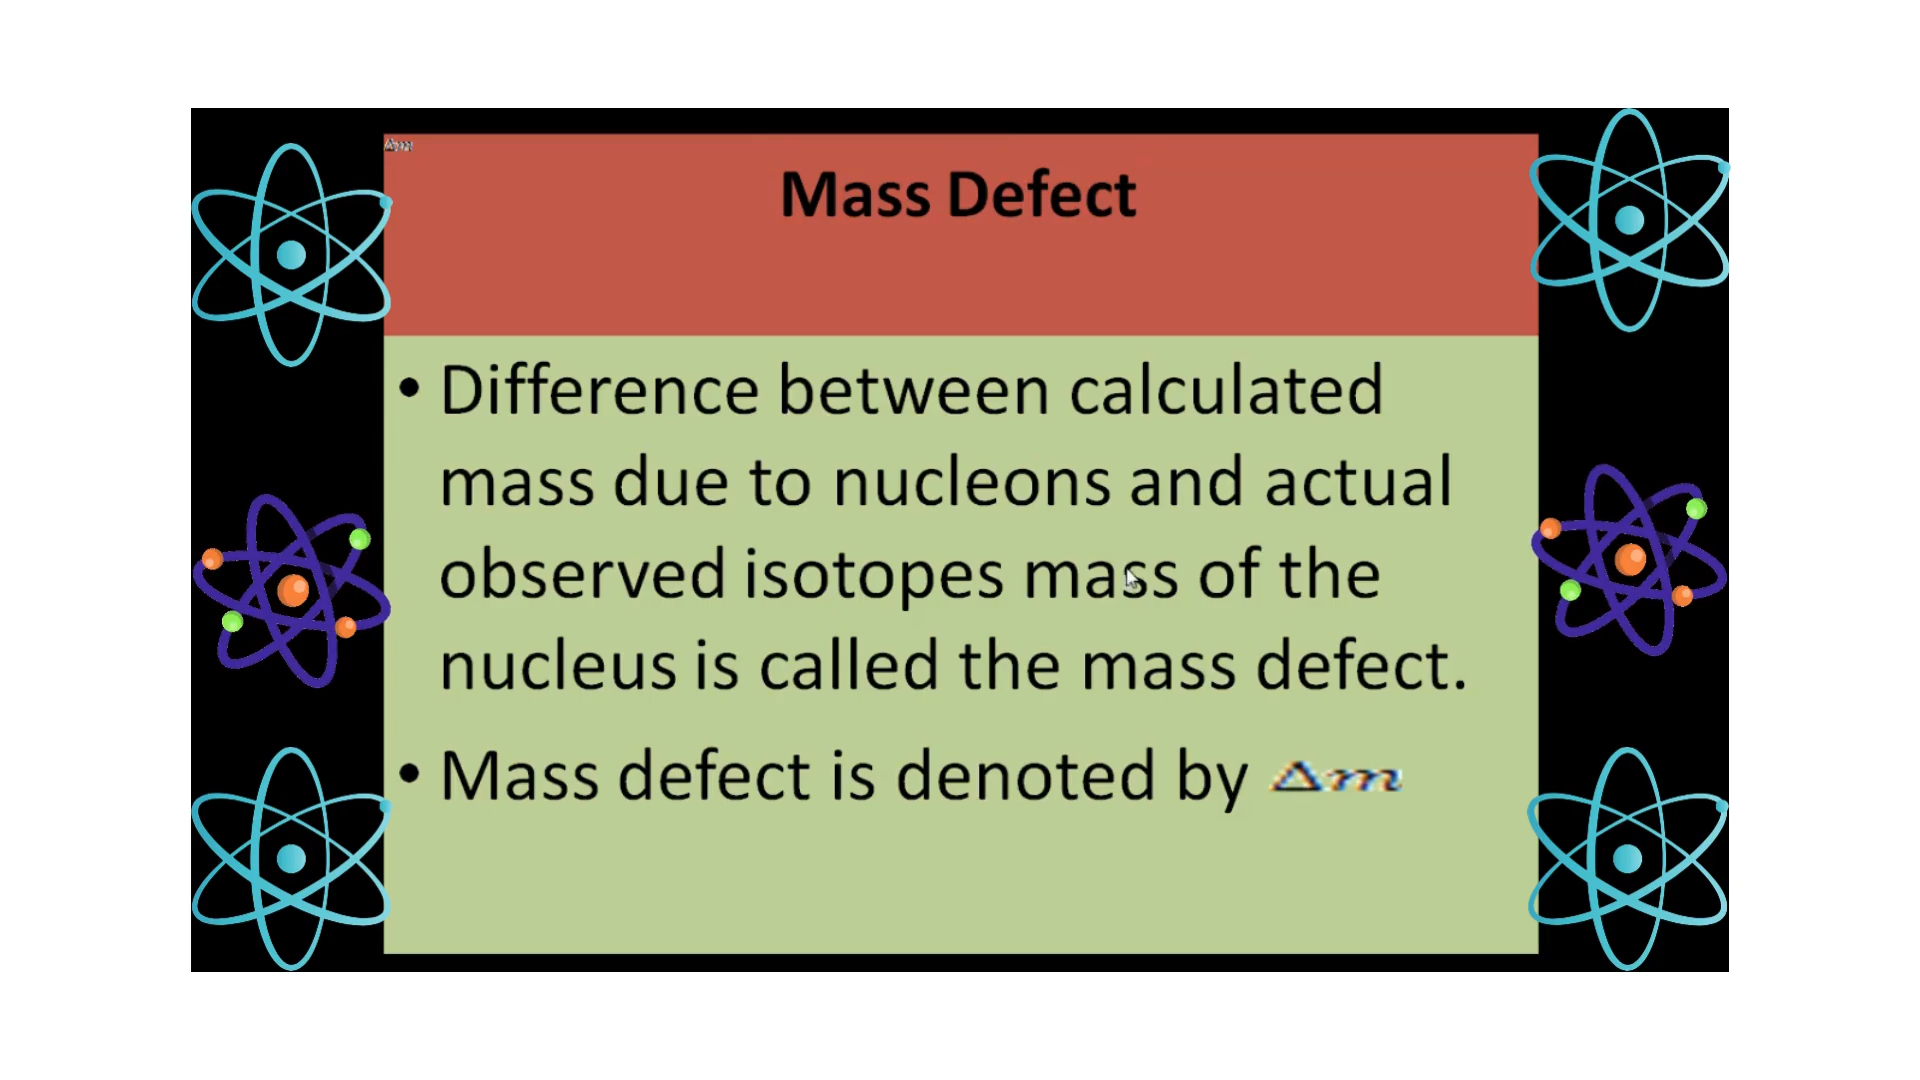 Δm
Mass Defect
• Difference between calculated
mass due to nucleons and actual
observed isotopes mass of the
nucleus is called the mass defect.
• Mass defect is denoted by Δm